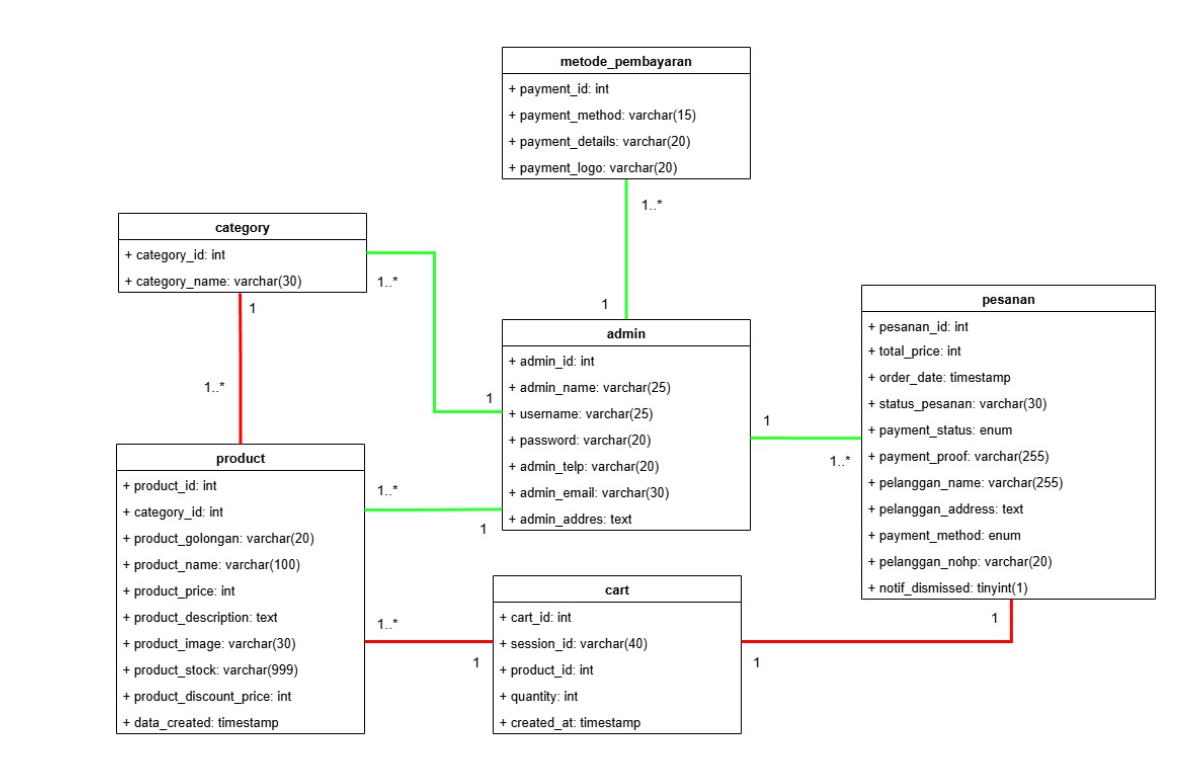 metode_pembayaran
+ payment_id: int
+ payment_method: varchar(15)
+ payment_details: varchar(20)
+ payment_logo: varchar(20)
1..*
1
category
+ category_id: int
+ category_name: varchar(30)
1..*
1
1
1..*
admin
+ admin_id: int
+ admin_name: varchar(25)
+ username: varchar(25)
+ password: varchar(20)
+ admin_telp: varchar(20)
+ admin_email: varchar(30)
+ admin_addres: text
1
1..*
pesanan
+ pesanan_id: int
+ total_price: int
+ order_date: timestamp
+ status_pesanan: varchar(30)
+ payment_status: enum
+ payment_proof: varchar(255)
+ pelanggan_name: varchar(255)
+ pelanggan_address: text
+ payment_method: enum
+ pelanggan_nohp: varchar(20)
+ notif_dismissed: tinyint(1)
product
+ product_id: int
+ category_id: int
+ product_golongan: varchar(20)
+ product_name: varchar(100)
+ product_price: int
+ product_description: text
+ product_image: varchar(30)
+ product_stock: varchar(999)
+ product_discount_price: int
+ data_created: timestamp
1..*
1
1..*
1
cart
+ cart_id: int
+ session_id: varchar(40)
+ product_id: int
+ quantity: int
+ created_at: timestamp
1
1